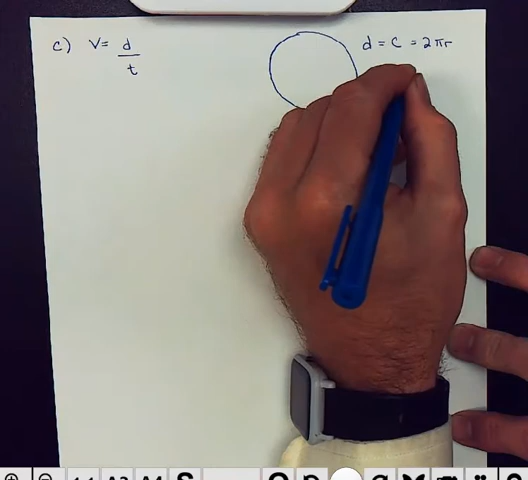 c) V= d/t
d = C = 2πr